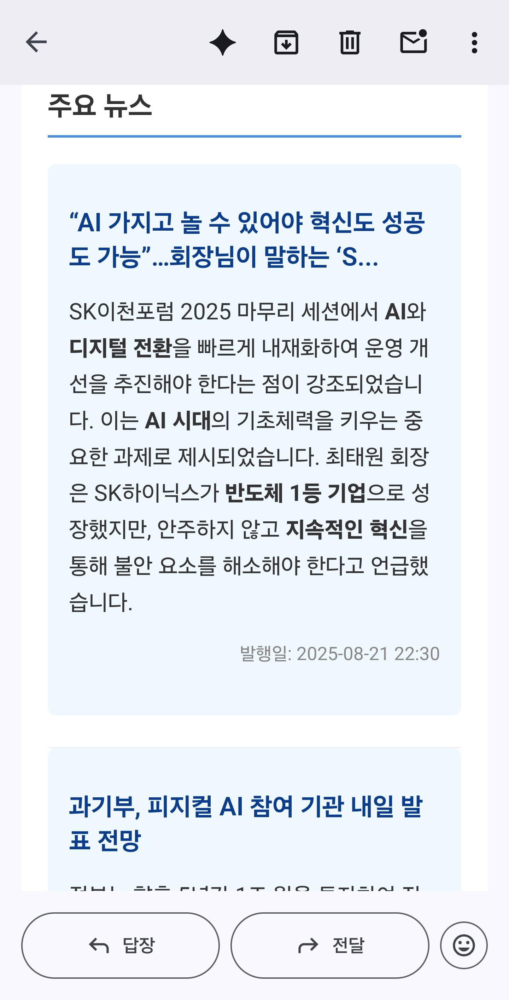 주요 뉴스
“AI 가지고 놀 수 있어야 혁신도 성공
도 가능”…회장님이 말하는 ‘S...
SK이천포럼 2025 마무리 세션에서 AI와
디지털 전환을 빠르게 내재화하여 운영 개
선을 추진해야 한다는 점이 강조되었습니
다. 이는 AI 시대의 기초체력을 키우는 중
요한 과제로 제시되었습니다. 최태원 회장
은 SK하이닉스가 반도체 1등 기업으로 성
장했지만, 안주하지 않고 지속적인 혁신을
통해 불안 요소를 해소해야 한다고 언급했
습니다.
발행일: 2025-08-21 22:30
과기부, 피지컬 AI 참여 기관 내일 발
표 전망
답장
전달